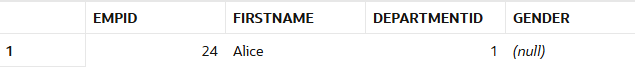 EMPID FIRSTNAME DEPARTMENTID GENDER
1 24 Alice 1 (null)